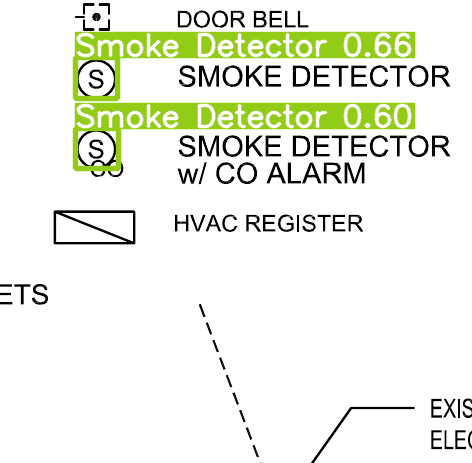 DOOR BELL
Smoke Detector 0.66
S SMOKE DETECTOR
Smoke Detector 0.60
S SMOKE DETECTOR
CO w/ CO ALARM
HVAC REGISTER
ETS
EXIS
ELEC